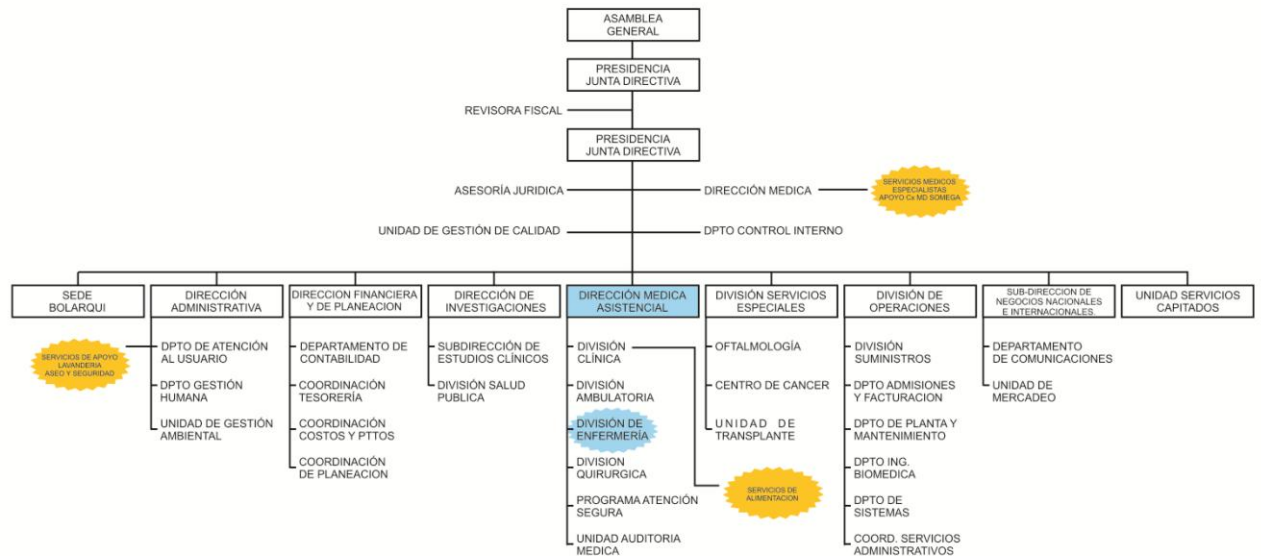 ASAMBLEA
GENERAL
PRESIDENCIA
JUNTA DIRECTIVA
REVISORA FISCAL
PRESIDENCIA
JUNTA DIRECTIVA
ASESORÍA JURIDICA
DIRECCIÓN MEDICA
SERVICIOS MEDICOS
ESPECIALISTAS
APOYO Cx MD SOMEGA
UNIDAD DE GESTIÓN DE CALIDAD
DPTO CONTROL INTERNO
SEDE
BOLARQUI
SERVICIOS DE APOYO
LAVANDERIA
ASEO Y SEGURIDAD
DIRECCIÓN
ADMINISTRATIVA
DPTO DE ATENCIÓN
AL USUARIO
DPTO GESTIÓN
HUMANA
UNIDAD DE GESTIÓN
AMBIENTAL
DIRECCION FINANCIERA
Y DE PLANEACION
DEPARTAMENTO DE
CONTABILIDAD
COORDINACIÓN
TESORERÍA
COORDINACIÓN
COSTOS Y PTTOS
COORDINACIÓN
DE PLANEACION
DIRECCIÓN DE
INVESTIGACIONES
SUBDIRECCIÓN DE
ESTUDIOS CLÍNICOS
DIVISIÓN SALUD
PUBLICA
DIRECCIÓN MEDICA
ASISTENCIAL
DIVISIÓN
CLÍNICA
DIVISIÓN
AMBULATORIA
DIVISIÓN DE
ENFERMERÍA
DIVISION
QUIRURGICA
PROGRAMA ATENCIÓN
SEGURA
UNIDAD AUDITORIA
MEDICA
DIVISIÓN SERVICIOS
ESPECIALES
OFTALMOLOGÍA
CENTRO DE CANCER
UNIDAD DE
TRANSPLANTE
SERVICIOS DE
ALIMENTACION
DIVISIÓN DE
OPERACIONES
DIVISIÓN
SUMINISTROS
DPTO ADMISIONES
Y FACTURACION
DPTO DE PLANTA Y
MANTENIMIENTO
DPTO ING.
BIOMEDICA
DPTO DE
SISTEMAS
COORD. SERVICIOS
ADMINISTRATIVOS
SUB-DIRECCION DE
NEGOCIOS NACIONALES
E INTERNACIONALES.
DEPARTAMENTO
DE COMUNICACIONES
UNIDAD DE
MERCADEO
UNIDAD SERVICIOS
CAPITADOS